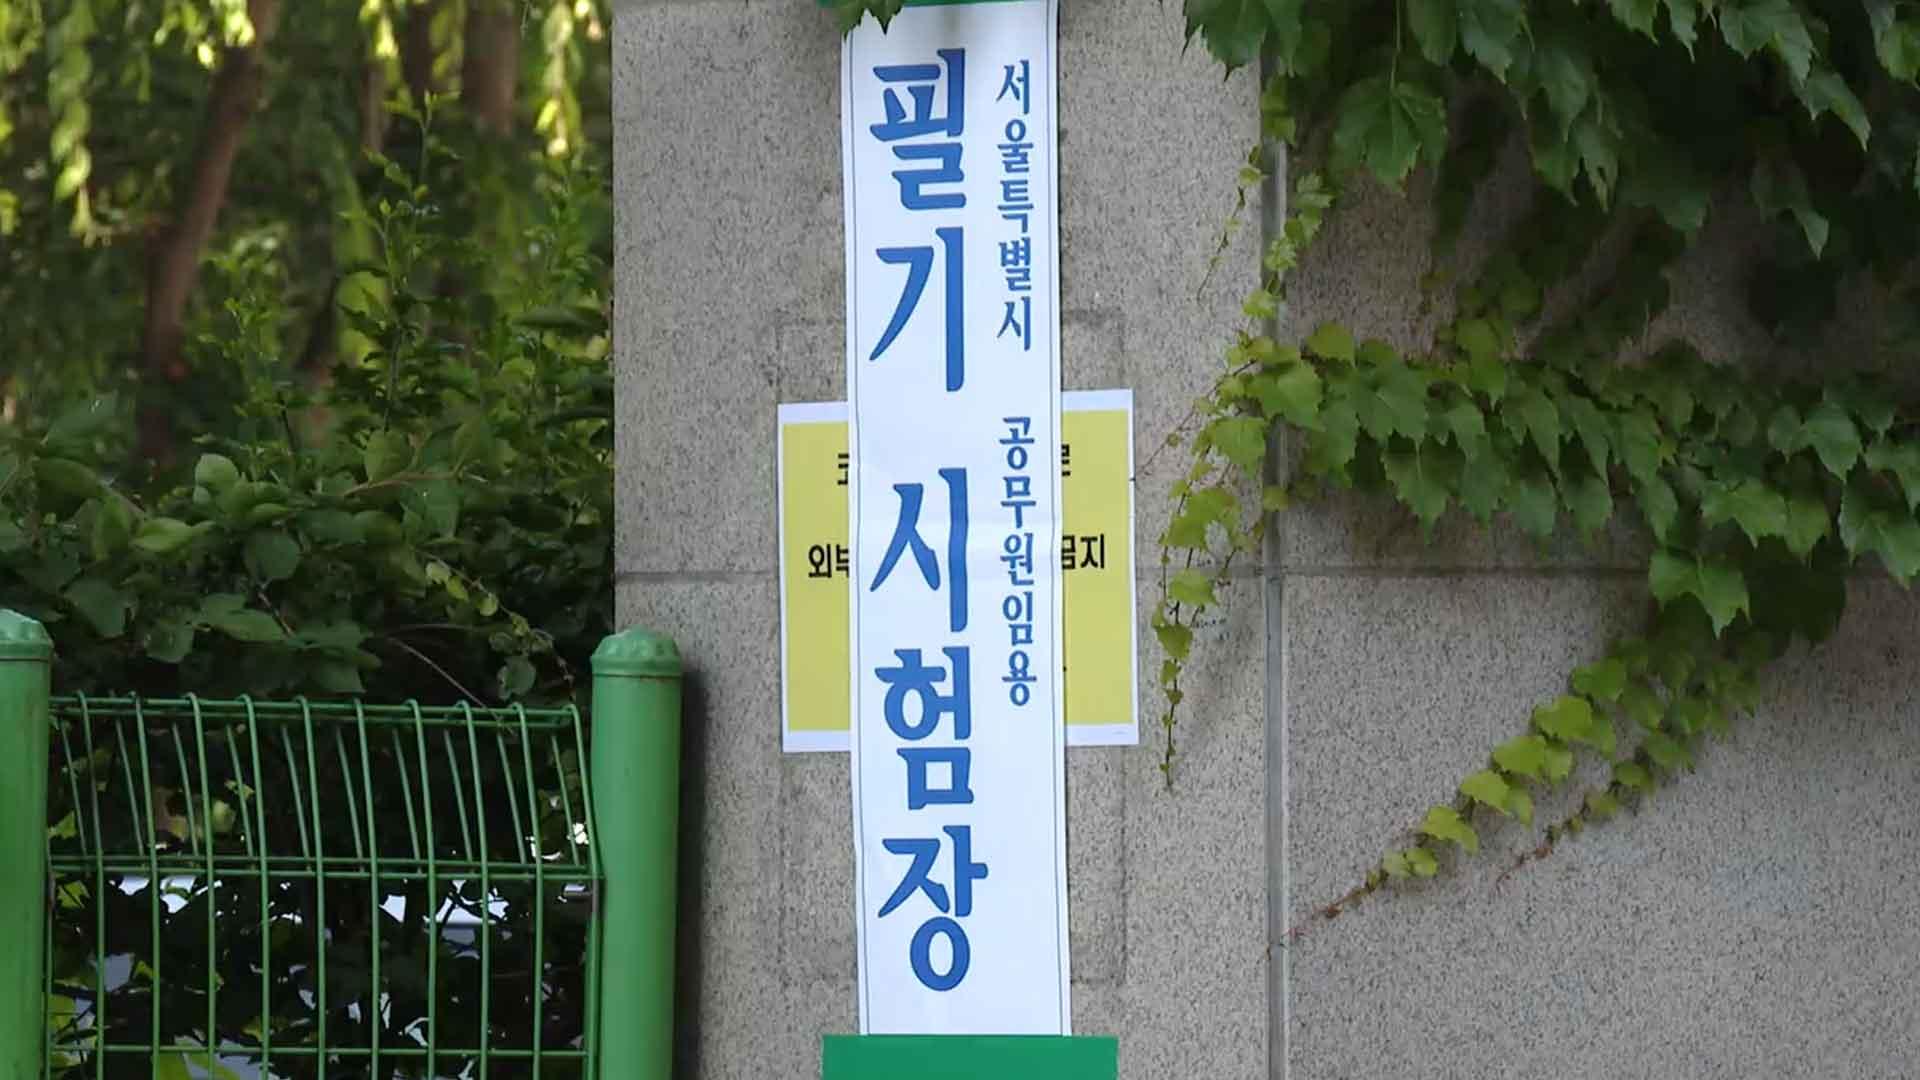 서울특별시 공무원임용
필기 시험장